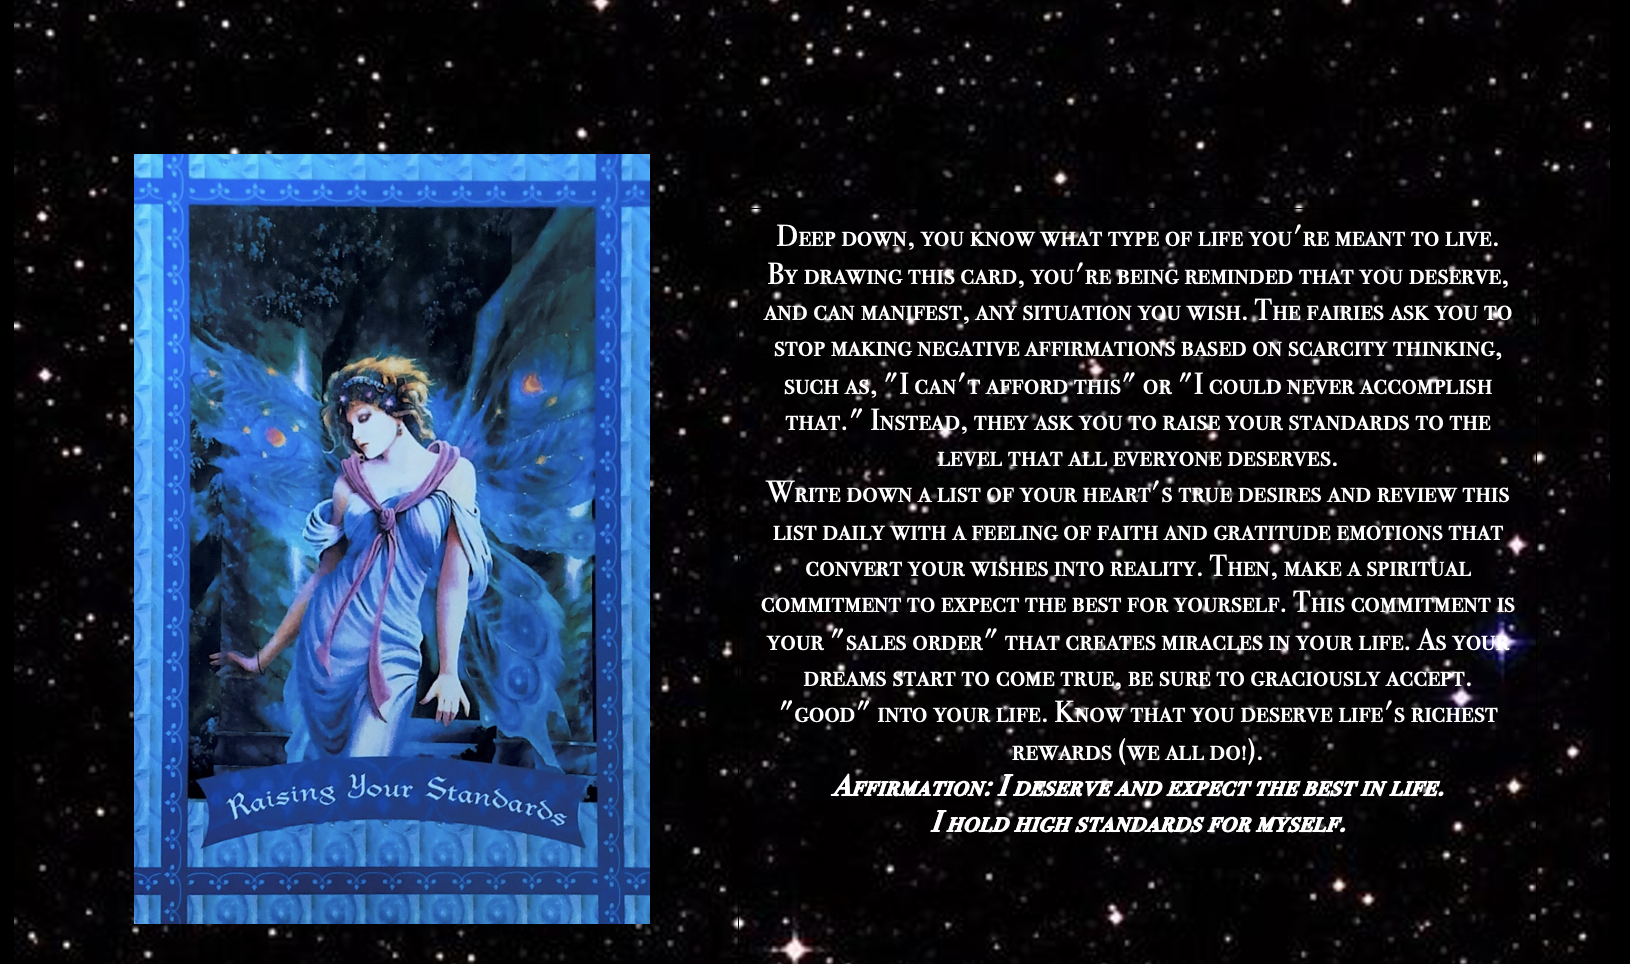 Raising Your Standards
Deep down, you know what type of life you're meant to live.
By drawing this card, you're being reminded that you deserve,
and can manifest, any situation you wish. The fairies ask you to
stop making negative affirmations based on scarcity thinking,
such as, "I can't afford this" or "I could never accomplish
that." Instead, they ask you to raise your standards to the
level that all everyone deserves.
Write down a list of your heart's true desires and review this
list daily with a feeling of faith and gratitude emotions that
convert your wishes into reality. Then, make a spiritual
commitment to expect the best for yourself. This commitment is
your "sales order" that creates miracles in your life. As your
dreams start to come true, be sure to graciously accept.
"good" into your life. Know that you deserve life's richest
rewards (we all do!).
Affirmation: I deserve and expect the best in life.
I hold high standards for myself.